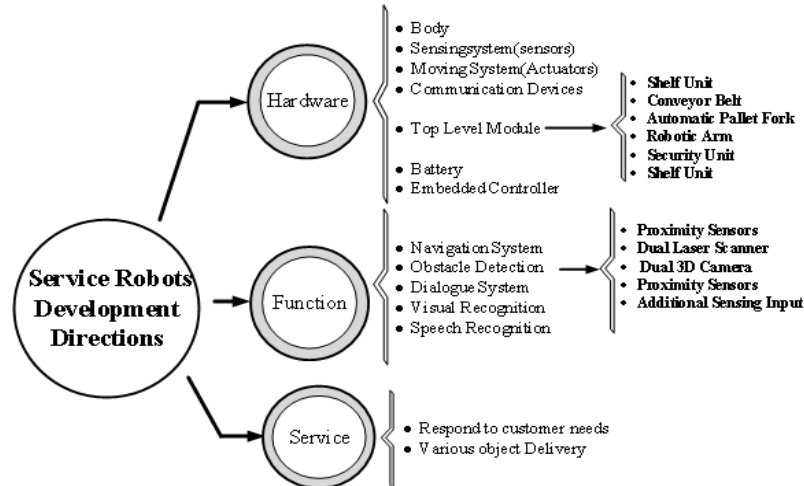 Service Robots
Development
Directions
Hardware
• Body
• Sensingsystem(sensors)
• Moving System(Actuators)
• Communication Devices
• Top Level Module
• Battery
• Embedded Controller
• Shelf Unit
• Conveyor Belt
• Automatic Pallet Fork
• Robotic Arm
• Security Unit
• Shelf Unit
Function
• Navigation System
• Obstacle Detection
• Dialogue System
• Visual Recognition
• Speech Recognition
• Proximity Sensors
• Dual Laser Scanner
• Dual 3D Camera
• Proximity Sensors
• Additional Sensing Input
Service
• Respond to customer needs
• Various object Delivery